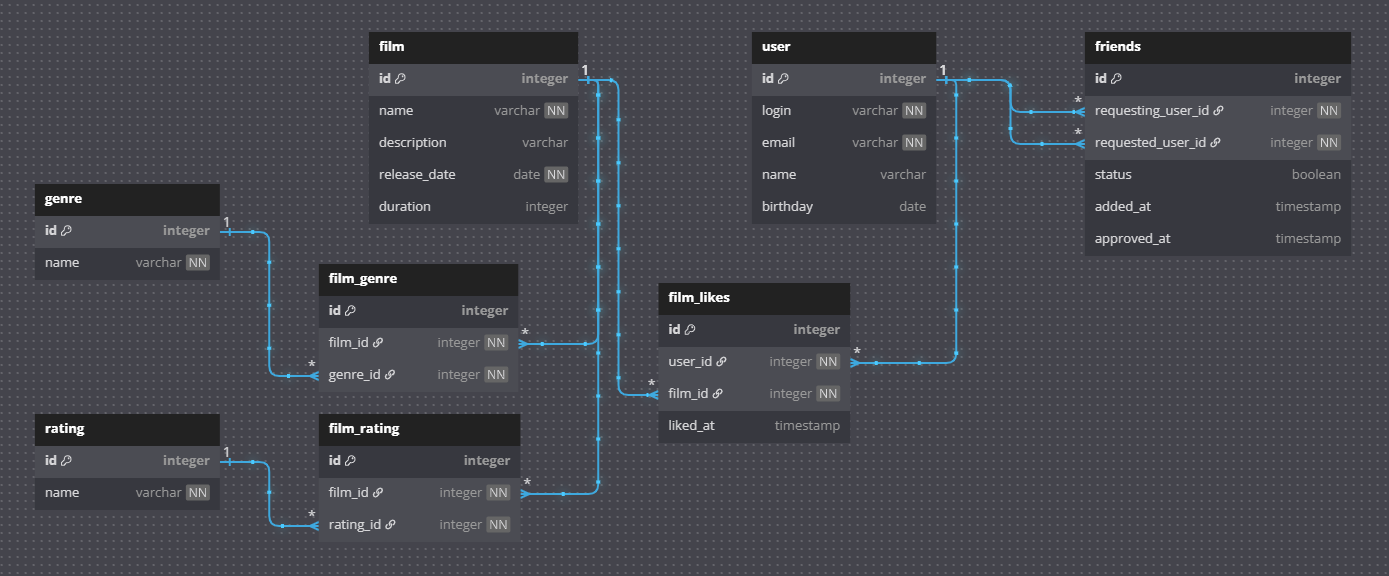 film
id integer
name varchar NN
description varchar
release_date date NN
duration integer
1
user
id integer
login varchar NN
email varchar NN
name varchar
birthday date
1
friends
id integer
* requesting_user_id integer NN
* requested_user_id integer NN
status boolean
added_at timestamp
approved_at timestamp
genre
id integer
name varchar NN
1
film_genre
id integer
film_id integer NN *
* genre_id integer NN
film_likes
id integer
user_id integer NN *
* film_id integer NN
liked_at timestamp
rating
id integer
name varchar NN
1
film_rating
id integer
film_id integer NN *
* rating_id integer NN